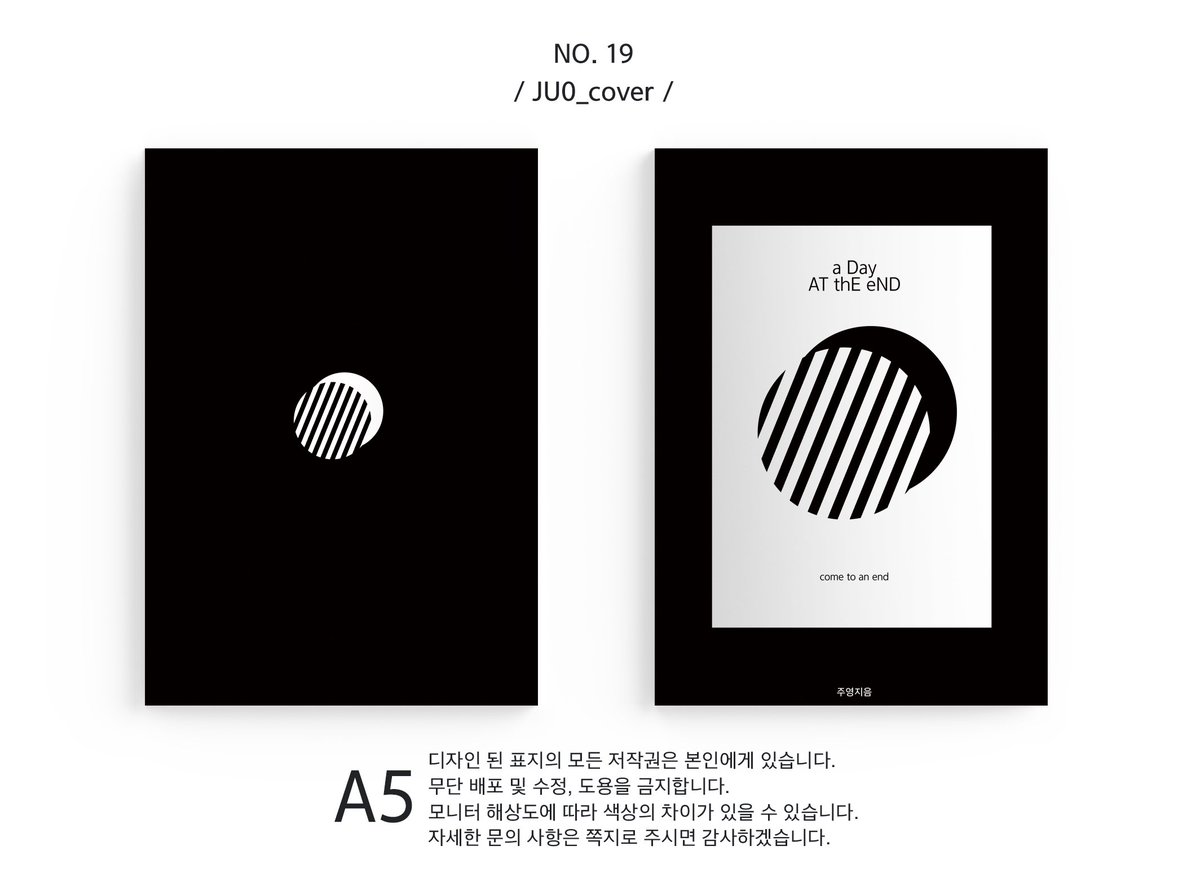 NO. 19
/ JU0_cover /
a Day
AT thE eND
come to an end
주영지음
A5
디자인 된 표지의 모든 저작권은 본인에게 있습니다.
무단 배포 및 수정, 도용을 금지합니다.
모니터 해상도에 따라 색상의 차이가 있을 수 있습니다.
자세한 문의 사항은 쪽지로 주시면 감사하겠습니다.